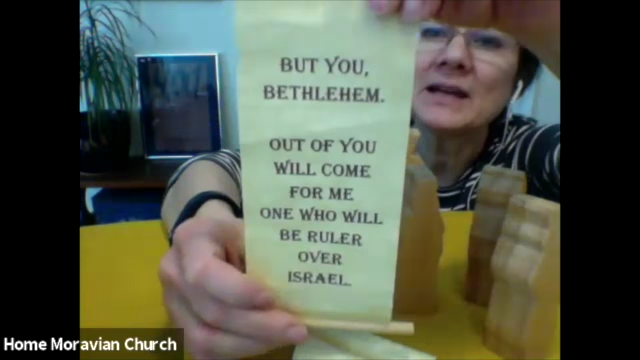 BUT YOU,
BETHLEHEM.
OUT OF YOU
WILL COME
FOR ME
ONE WHO WILL
BE RULER
OVER
ISRAEL.
Home Moravian Church